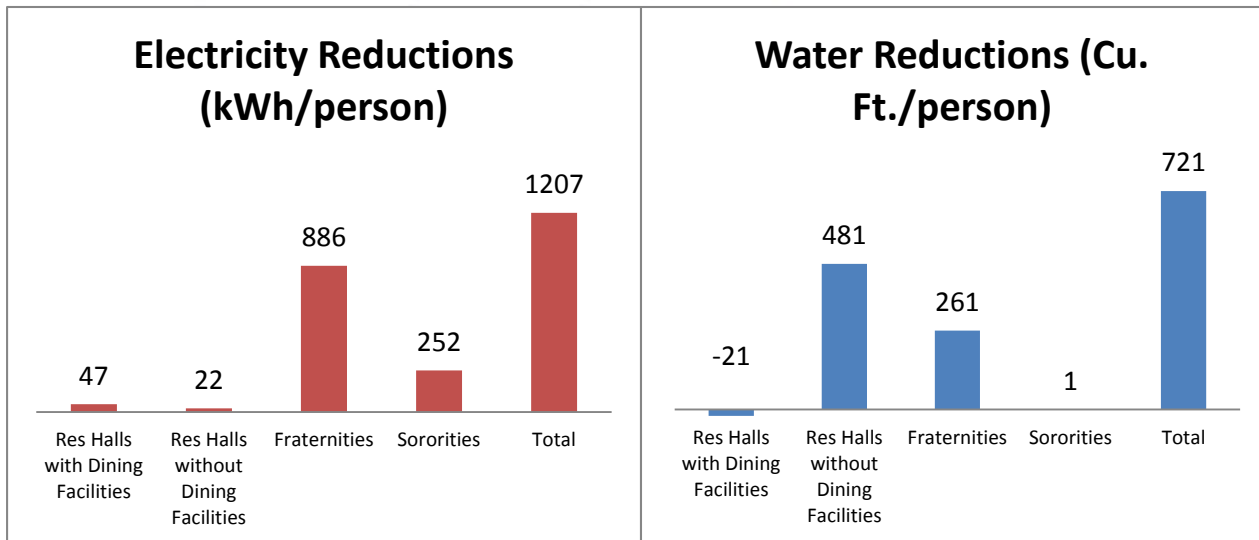 Electricity Reductions
(kWh/person)
1207
886
252
47
22
Res Halls
with Dining
Facilities
Res Halls
without
Dining
Facilities
Fraternities
Sororities
Total
Water Reductions (Cu.
Ft./person)
721
481
261
-21
1
Res Halls
with Dining
Facilities
Res Halls
without
Dining
Facilities
Fraternities
Sororities
Total